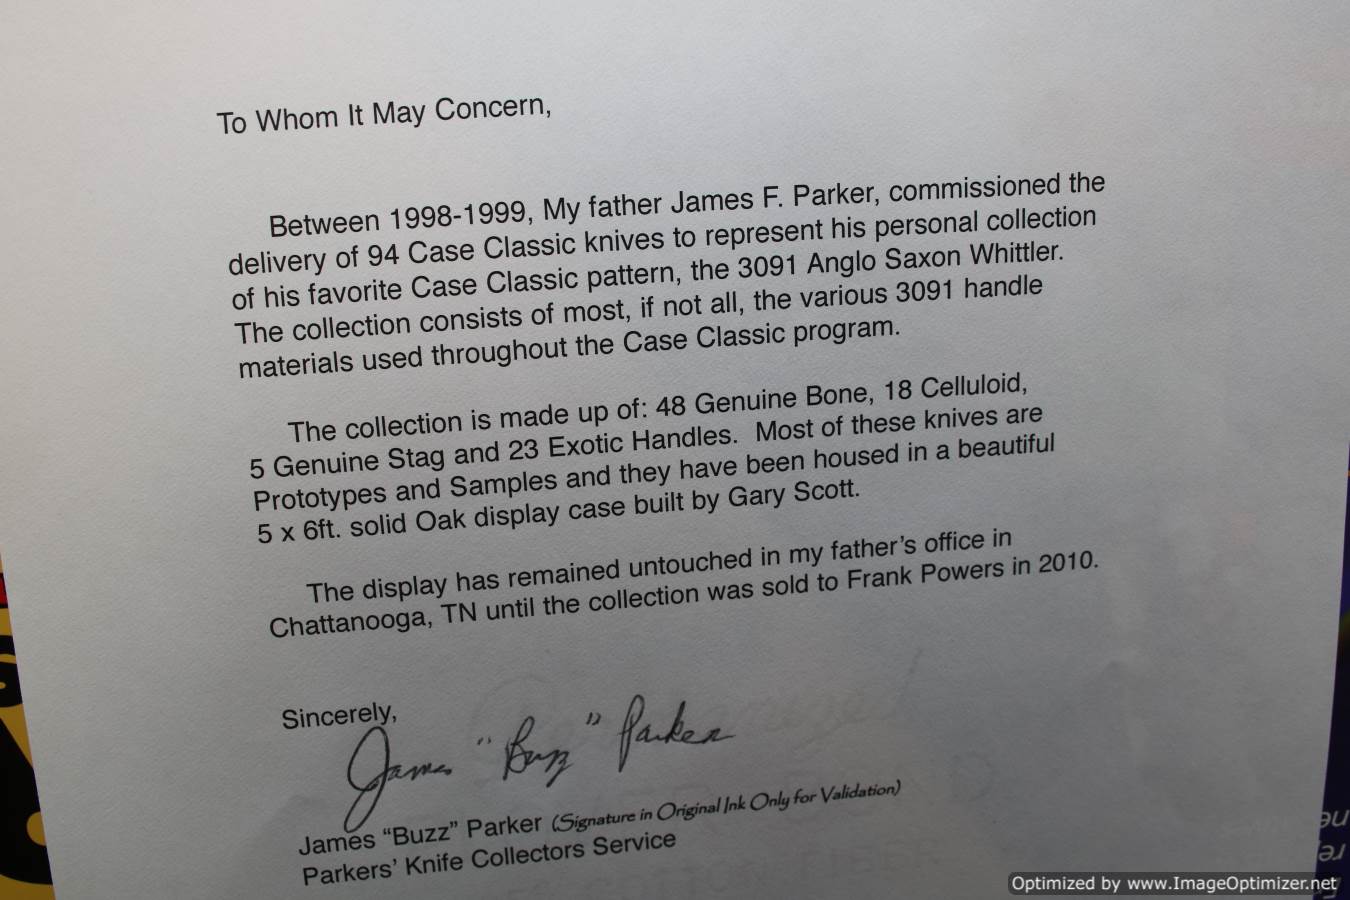 To Whom It May Concern,
Between 1998-1999, My father James F. Parker, commissioned the
delivery of 94 Case Classic knives to represent his personal collection
of his favorite Case Classic pattern, the 3091 Anglo Saxon Whittler.
The collection consists of most, if not all, the various 3091 handle
materials used throughout the Case Classic program.
The collection is made up of: 48 Genuine Bone, 18 Celluloid,
5 Genuine Stag and 23 Exotic Handles. Most of these knives are
Prototypes and Samples and they have been housed in a beautiful
5 x 6ft. solid Oak display case built by Gary Scott.
The display has remained untouched in my father's office in
Chattanooga, TN until the collection was sold to Frank Powers in 2010.
Sincerely,
James "Buzz" Parker
James “Buzz” Parker (Signature in Original Ink Only for Validation)
Parkers’ Knife Collectors Service
Optimized by www.ImageOptimizer.net